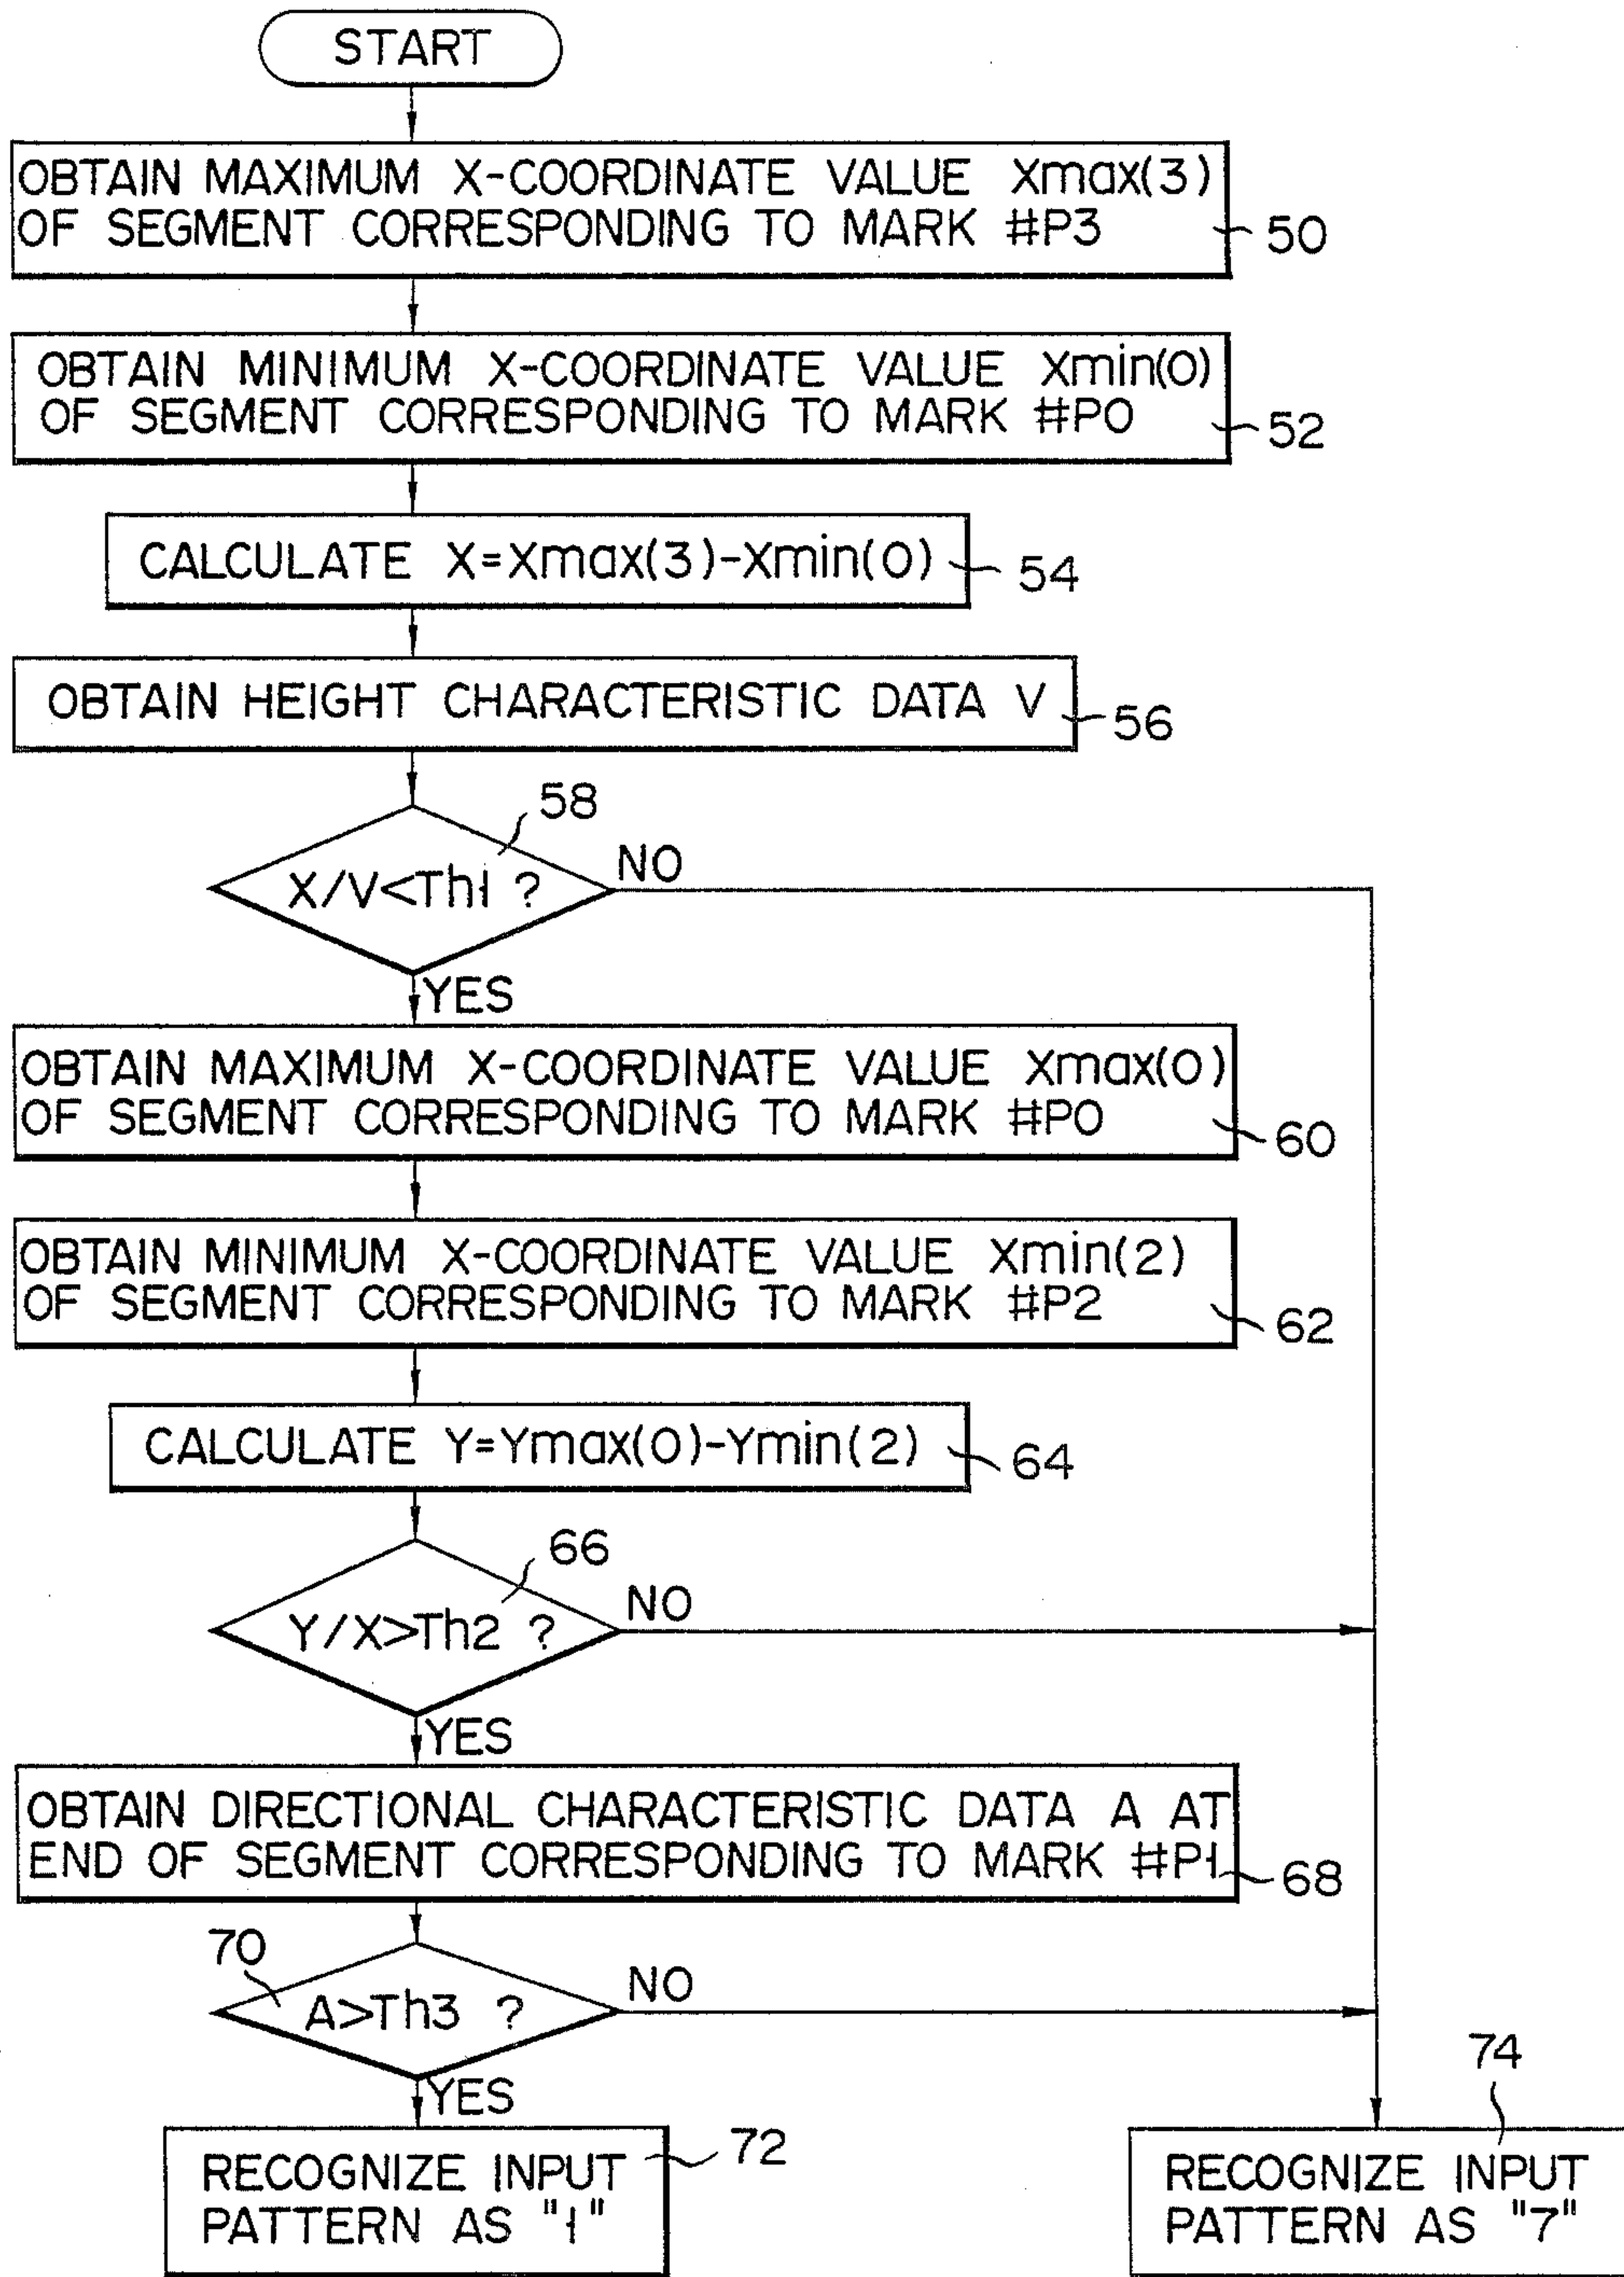 START
OBTAIN MAXIMUM X-COORDINATE VALUE Xmax(3)
OF SEGMENT CORRESPONDING TO MARK #P3
50
OBTAIN MINIMUM X-COORDINATE VALUE Xmin(0)
OF SEGMENT CORRESPONDING TO MARK #P0
52
CALCULATE X=Xmax(3)-Xmin(0)
54
OBTAIN HEIGHT CHARACTERISTIC DATA V
56
58
X/V<Th1 ?
NO
YES
OBTAIN MAXIMUM X-COORDINATE VALUE Xmax(0)
OF SEGMENT CORRESPONDING TO MARK #P0
60
OBTAIN MINIMUM X-COORDINATE VALUE Xmin(2)
OF SEGMENT CORRESPONDING TO MARK #P2
62
CALCULATE Y=Ymax(0)-Ymin(2)
64
66
Y/X>Th2 ?
NO
YES
OBTAIN DIRECTIONAL CHARACTERISTIC DATA A AT
END OF SEGMENT CORRESPONDING TO MARK #P1
68
70
A>Th3 ?
NO
YES
RECOGNIZE INPUT
PATTERN AS "1"
72
74
RECOGNIZE INPUT
PATTERN AS "7"